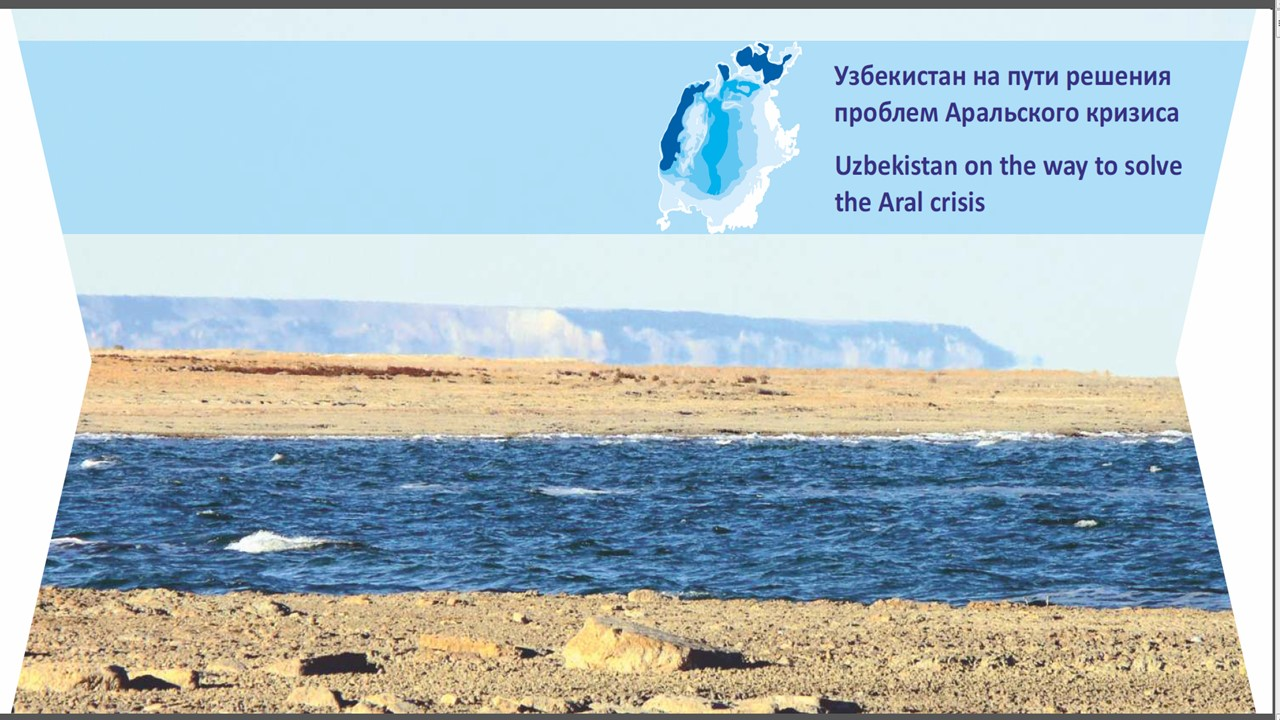 Узбекистан на пути решения
проблем Аральского кризиса
Uzbekistan on the way to solve
the Aral crisis